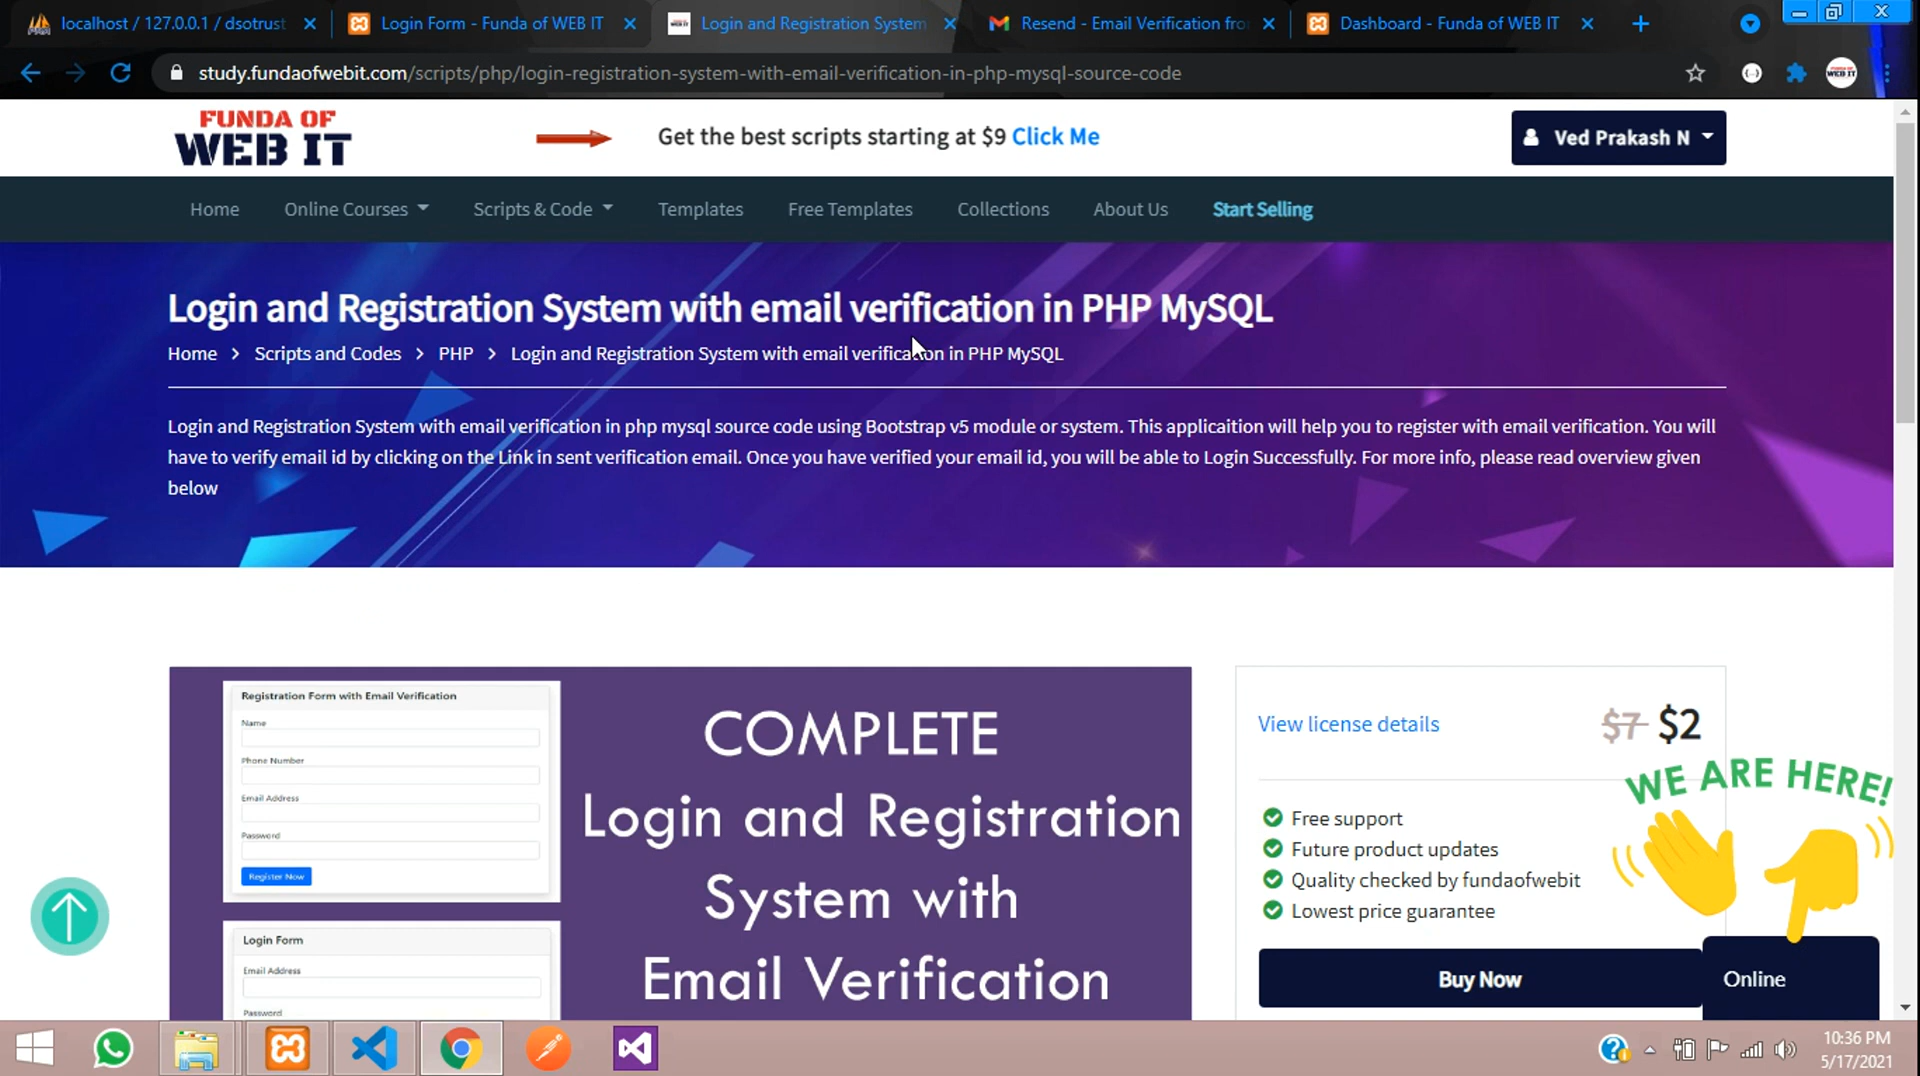 localhost / 127.0.0.1 / dsotrust
Login Form - Funda of WEB IT
Login and Registration System
Resend - Email Verification fro
Dashboard - Funda of WEB IT
study.fundaofwebit.com/scripts/php/login-registration-system-with-email-verification-in-php-mysql-source-code
FUNDA OF
WEB IT
Get the best scripts starting at $9 Click Me
Ved Prakash N
Home
Online Courses
Scripts & Code
Templates
Free Templates
Collections
About Us
Start Selling
Login and Registration System with email verification in PHP MySQL
Home > Scripts and Codes > PHP > Login and Registration System with email verification in PHP MySQL
Login and Registration System with email verification in php mysql source code using Bootstrap v5 module or system. This applicaition will help you to register with email verification. You will
have to verify email id by clicking on the Link in sent verification email. Once you have verified your email id, you will be able to Login Successfully. For more info, please read overview given
below
Registration Form with Email Verification
Name
Phone Number
Email Address
Password
Register Now
Login Form
Email Address
Password
COMPLETE
Login and Registration
System with
Email Verification
View license details
$7 $2
WE ARE HERE!
Free support
Future product updates
Quality checked by fundaofwebit
Lowest price guarantee
Buy Now
Online
10:36 PM
5/17/2021